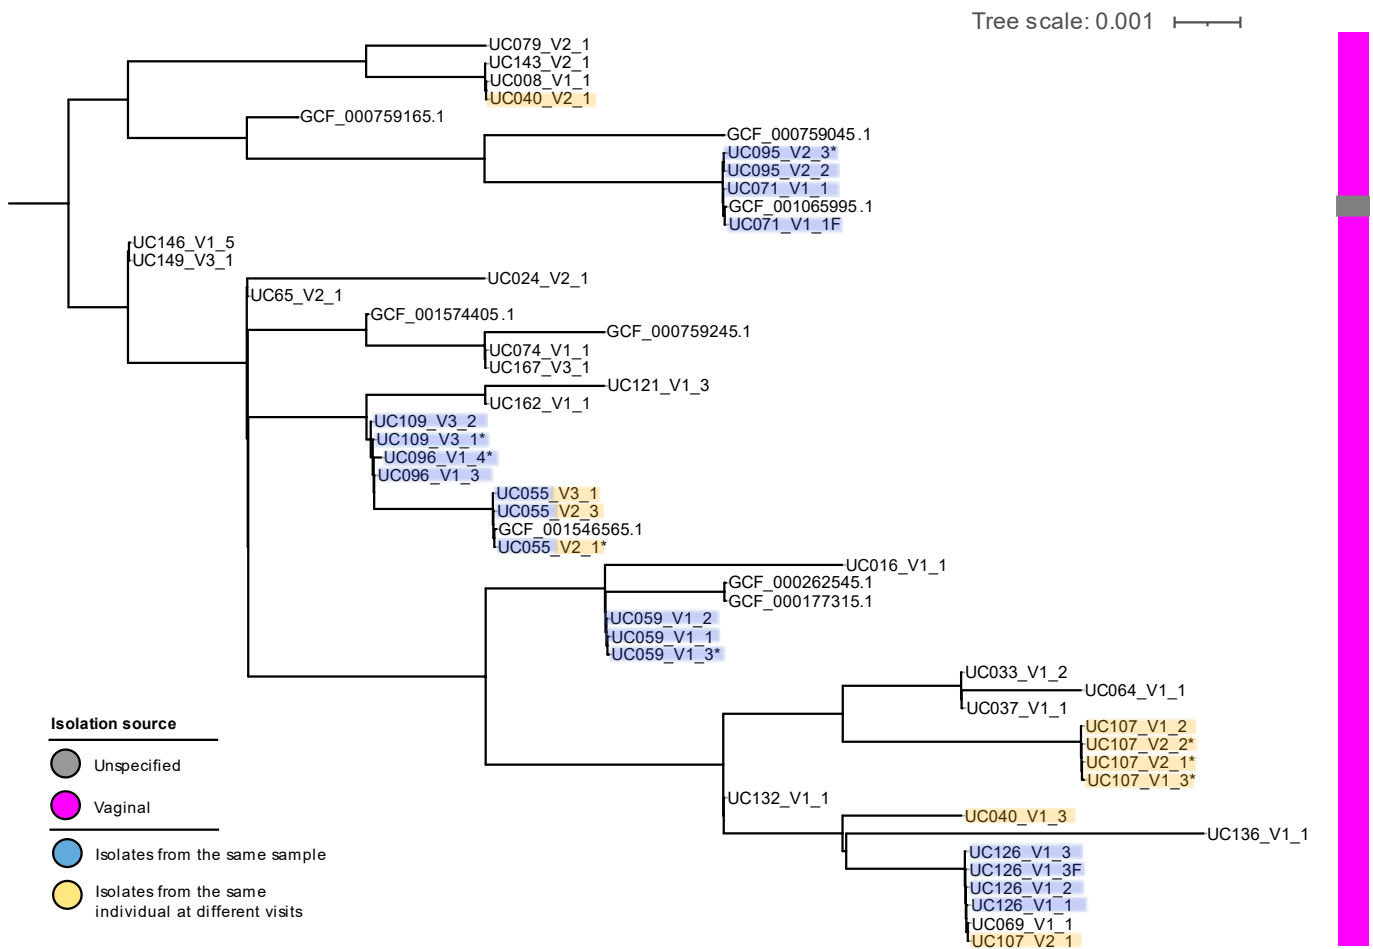 Tree scale: 0.001
UC079_V2_1
UC143_V2_1
UC008_V1_1
UC040_V2_1
GCF_000759165.1
GCF_000759045.1
UC095_V2_3*
UC095_V2_2
UC071_V1_1
GCF_001065995.1
UC071_V1_1F
UC146_V1_5
UC149_V3_1
UC024_V2_1
UC65_V2_1
GCF_001574405.1
GCF_000759245.1
UC074_V1_1
UC167_V3_1
UC121_V1_3
UC162_V1_1
UC109_V3_2
UC109_V3_1*
UC096_V1_4*
UC096_V1_3
UC055_V3_1
UC055_V2_3
GCF_001546565.1
UC055_V2_1*
UC016_V1_1
GCF_000262545.1
GCF_000177315.1
UC059_V1_2
UC059_V1_1
UC059_V1_3*
UC033_V1_2
UC064_V1_1
UC037_V1_1
UC107_V1_2
UC107_V2_2*
UC107_V2_1*
UC107_V1_3*
UC132_V1_1
UC040_V1_3
UC136_V1_1
UC126_V1_3
UC126_V1_3F
UC126_V1_2
UC126_V1_1
UC069_V1_1
UC107_V2_1
Isolation source
Unspecified
Vaginal
Isolates from the same sample
Isolates from the same
individual at different visits